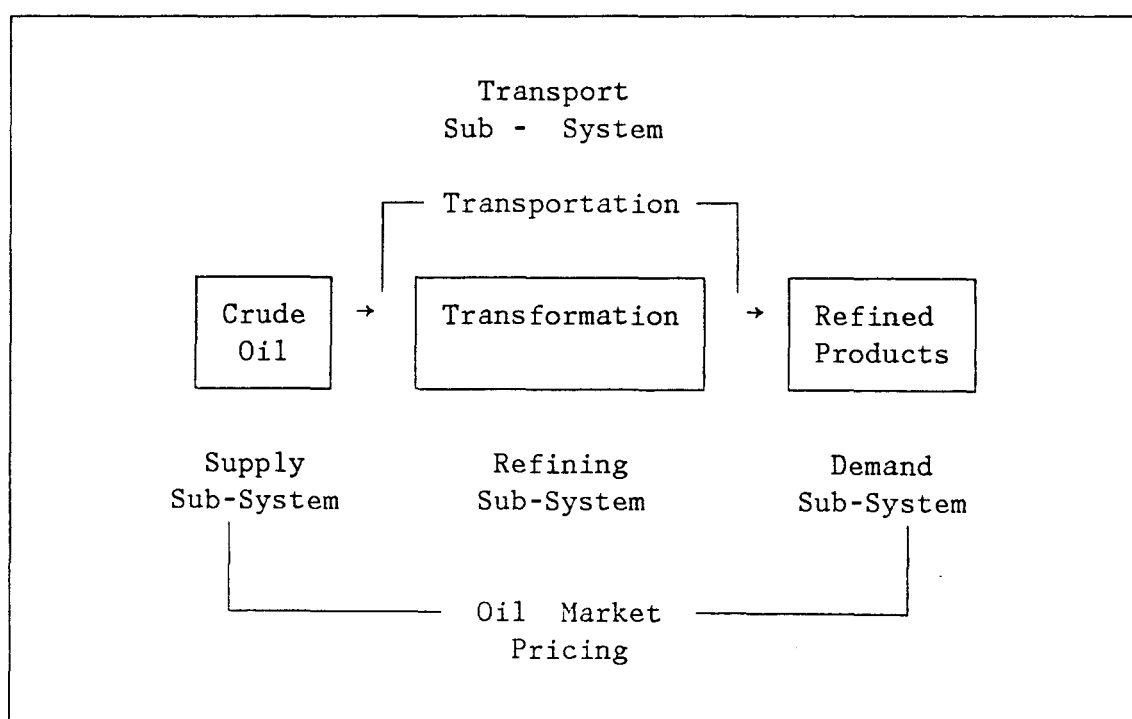 Transport
Sub - System
Transportation
Crude
Oil
→
Transformation
→
Refined
Products
Supply
Sub-System
Refining
Sub-System
Demand
Sub-System
Oil Market
Pricing